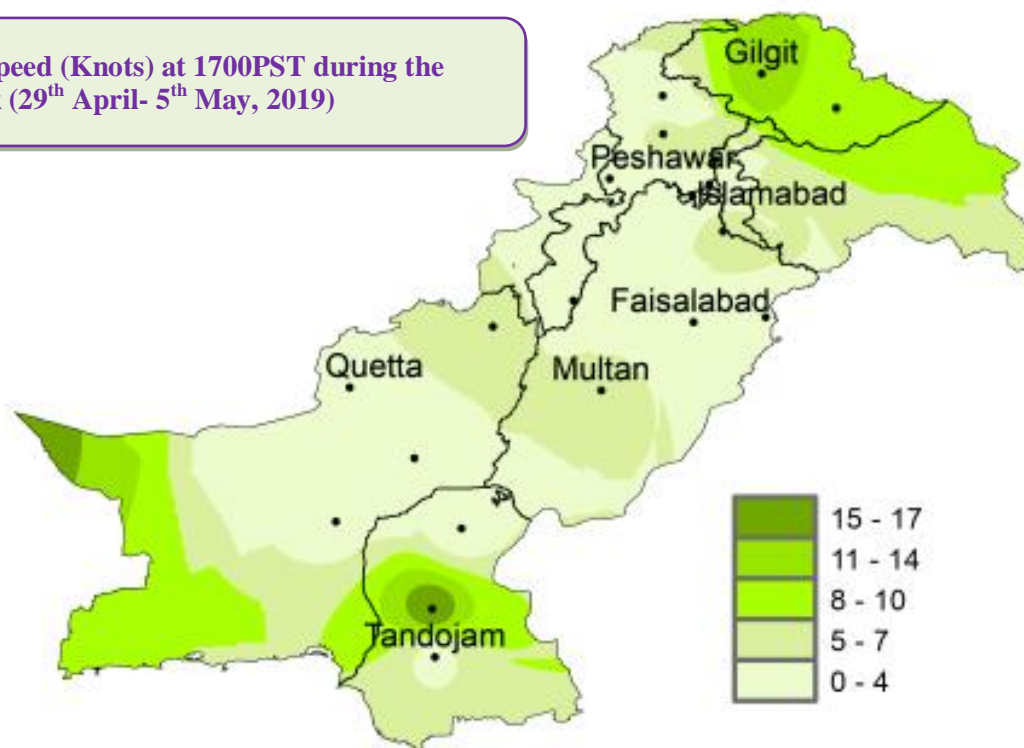 peed (Knots) at 1700PST during the
(29th April- 5th May, 2019)
Gilgit
Peshawar
Islamabad
Faisalabad
Quetta
Multan
Tandojam
15 - 17
11 - 14
8 - 10
5 - 7
0 - 4